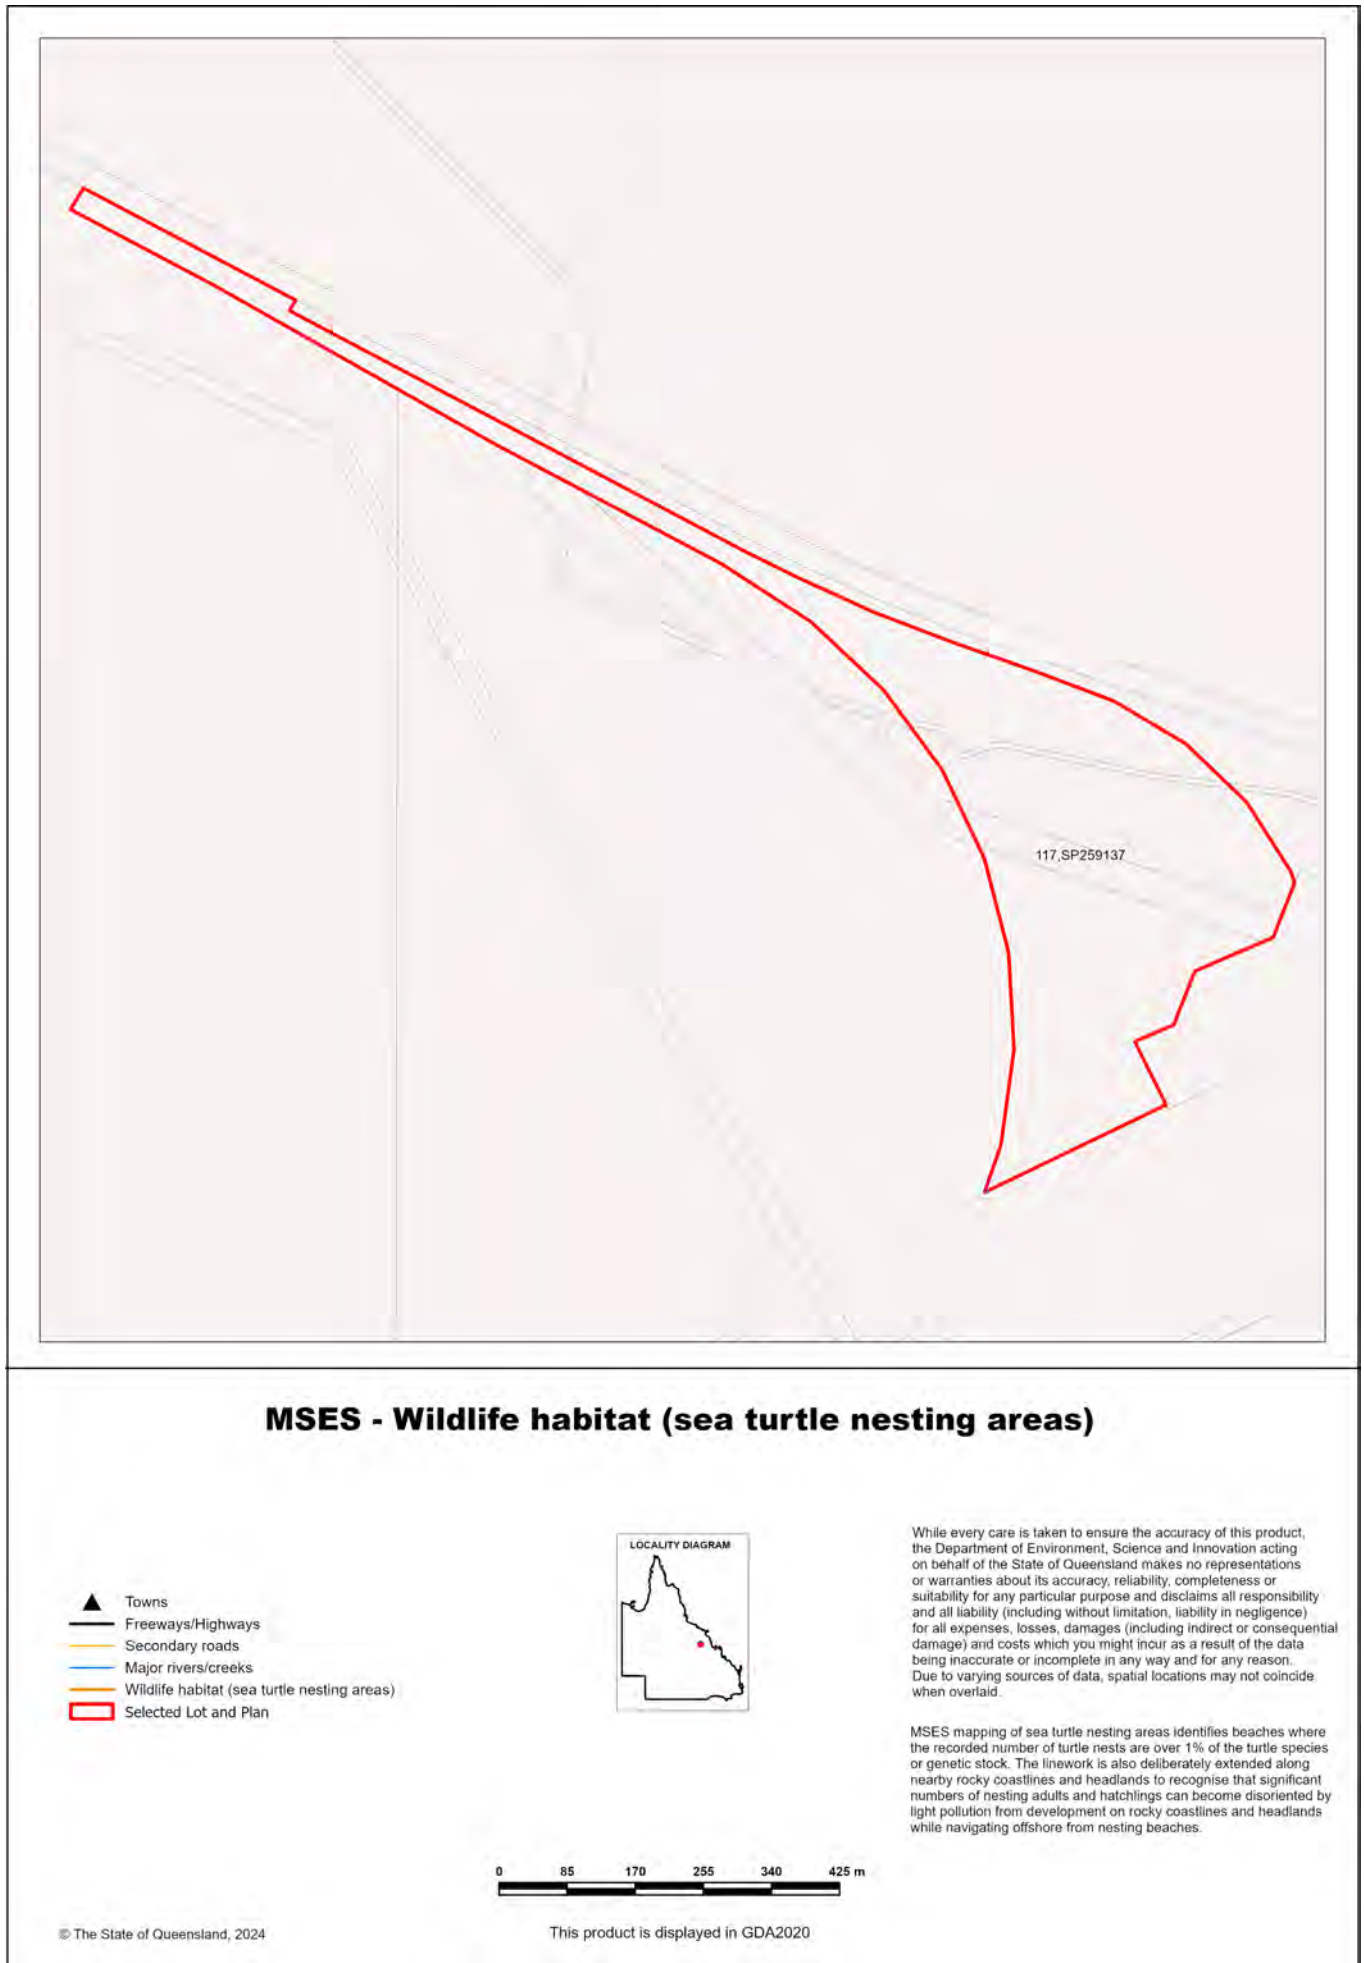 117,SP259137
MSES - Wildlife habitat (sea turtle nesting areas)
Towns
Freeways/Highways
Secondary roads
Major rivers/creeks
Wildlife habitat (sea turtle nesting areas)
Selected Lot and Plan
LOCALITY DIAGRAM
While every care is taken to ensure the accuracy of this product,
the Department of Environment, Science and Innovation acting
on behalf of the State of Queensland makes no representations
or warranties about its accuracy, reliability, completeness or
suitability for any particular purpose and disclaims all responsibility
and all liability (including without limitation, liability in negligence)
for all expenses, losses, damages (including indirect or consequential
damage) and costs which you might incur as a result of the data
being inaccurate or incomplete in any way and for any reason.
Due to varying sources of data, spatial locations may not coincide
when overlaid.
MSES mapping of sea turtle nesting areas identifies beaches where
the recorded number of turtle nests are over 1% of the turtle species
or genetic stock. The linework is also deliberately extended along
nearby rocky coastlines and headlands to recognise that significant
numbers of nesting adults and hatchlings can become disoriented by
light pollution from development on rocky coastlines and headlands
while navigating offshore from nesting beaches.
0 85 170 255 340 425 m
© The State of Queensland, 2024
This product is displayed in GDA2020